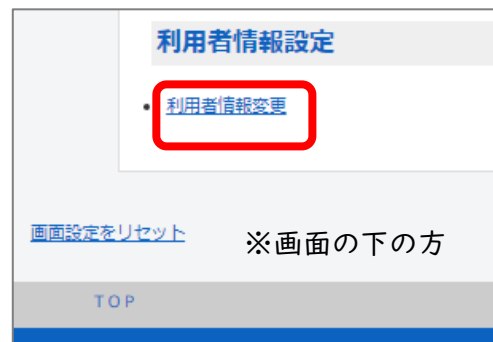 利用者情報設定
• 利用者情報変更
画面設定をリセット
※画面の下の方
TOP